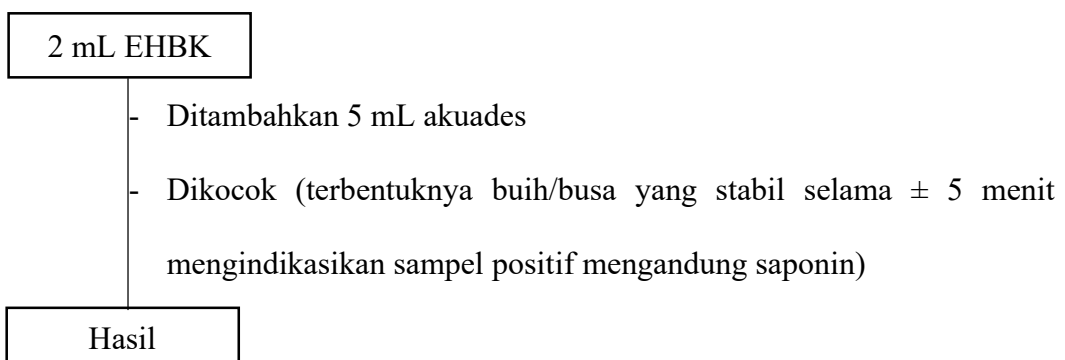 2 mL EHBK
- Ditambahkan 5 mL akuades
- Dikocok (terbentuknya buih/busa yang stabil selama ± 5 menit
mengindikasikan sampel positif mengandung saponin)
Hasil